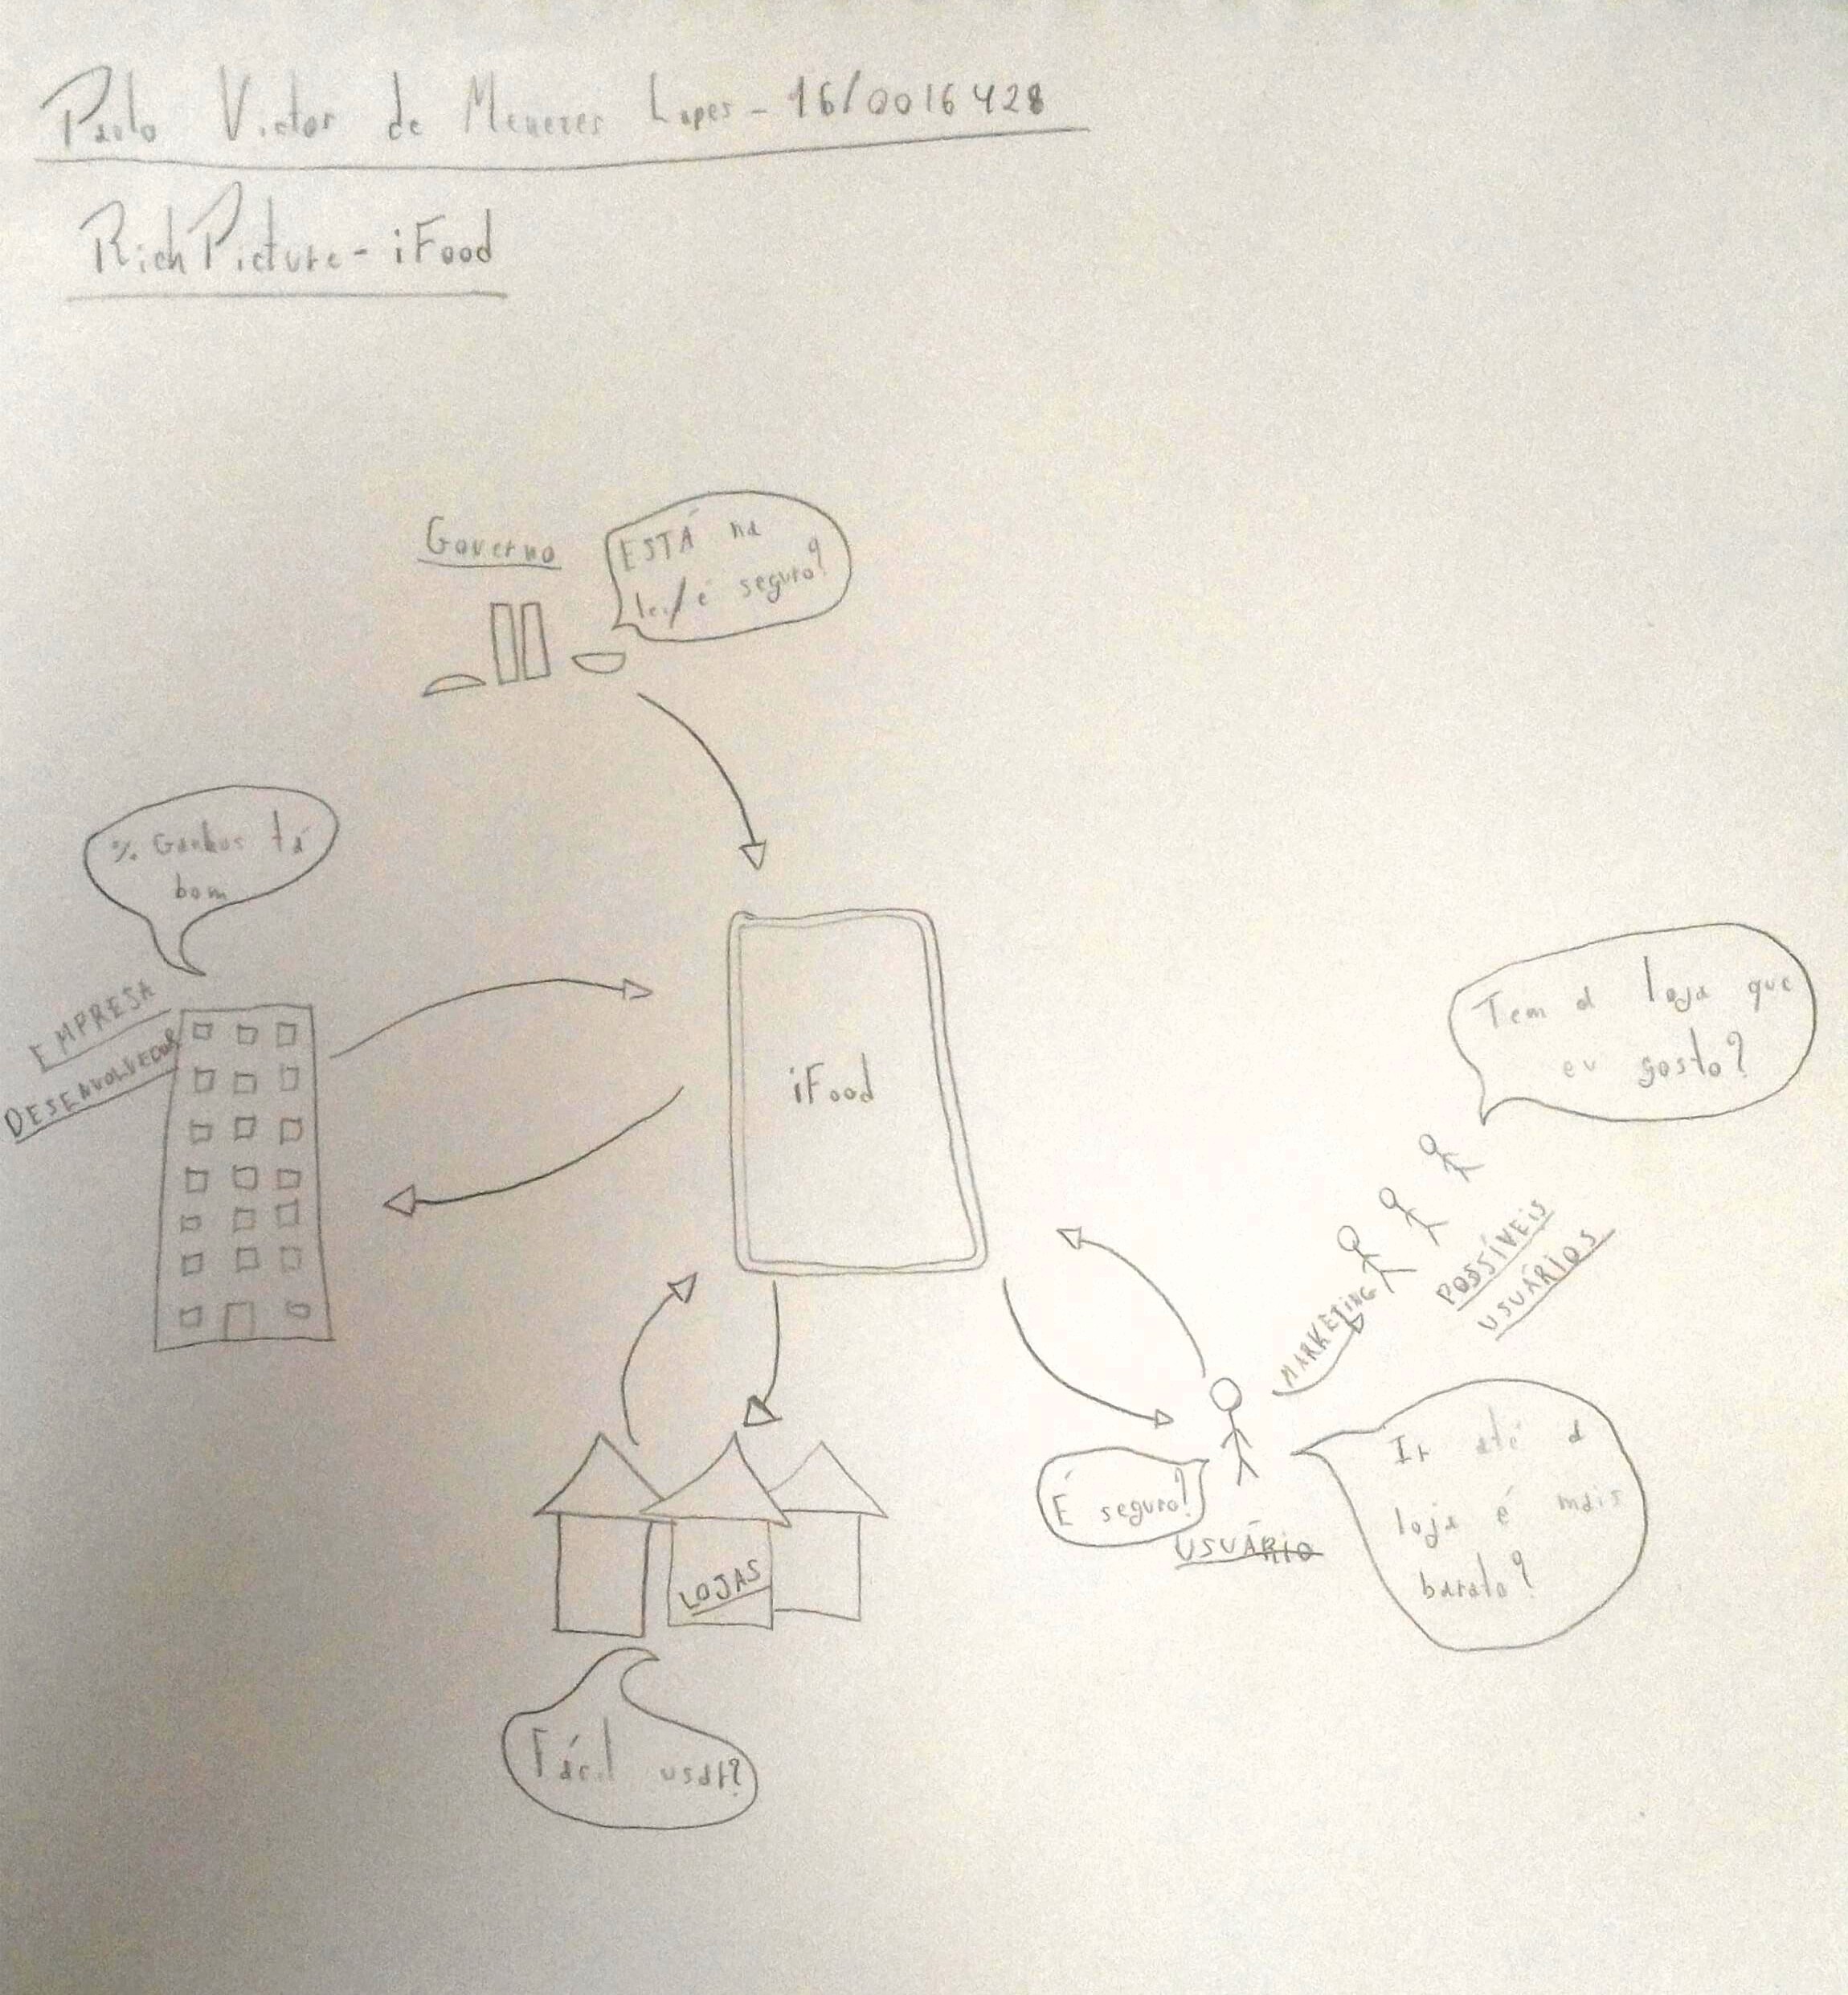 Paulo Victor de Menezes Lopes - 16/0016428
Rich Picture - iFood
Governo
ESTÁ na
lei/é seguro?
% Ganhos tá
bom
EMPRESA
DESENVOLVEDOR
iFood
Tem a loja que
eu gosto?
POSSÍVEIS
USUÁRIOS
MARKETING
Ir até a
loja é mais
barato?
É seguro?
USUÁRIO
LOJAS
Fácil usar?